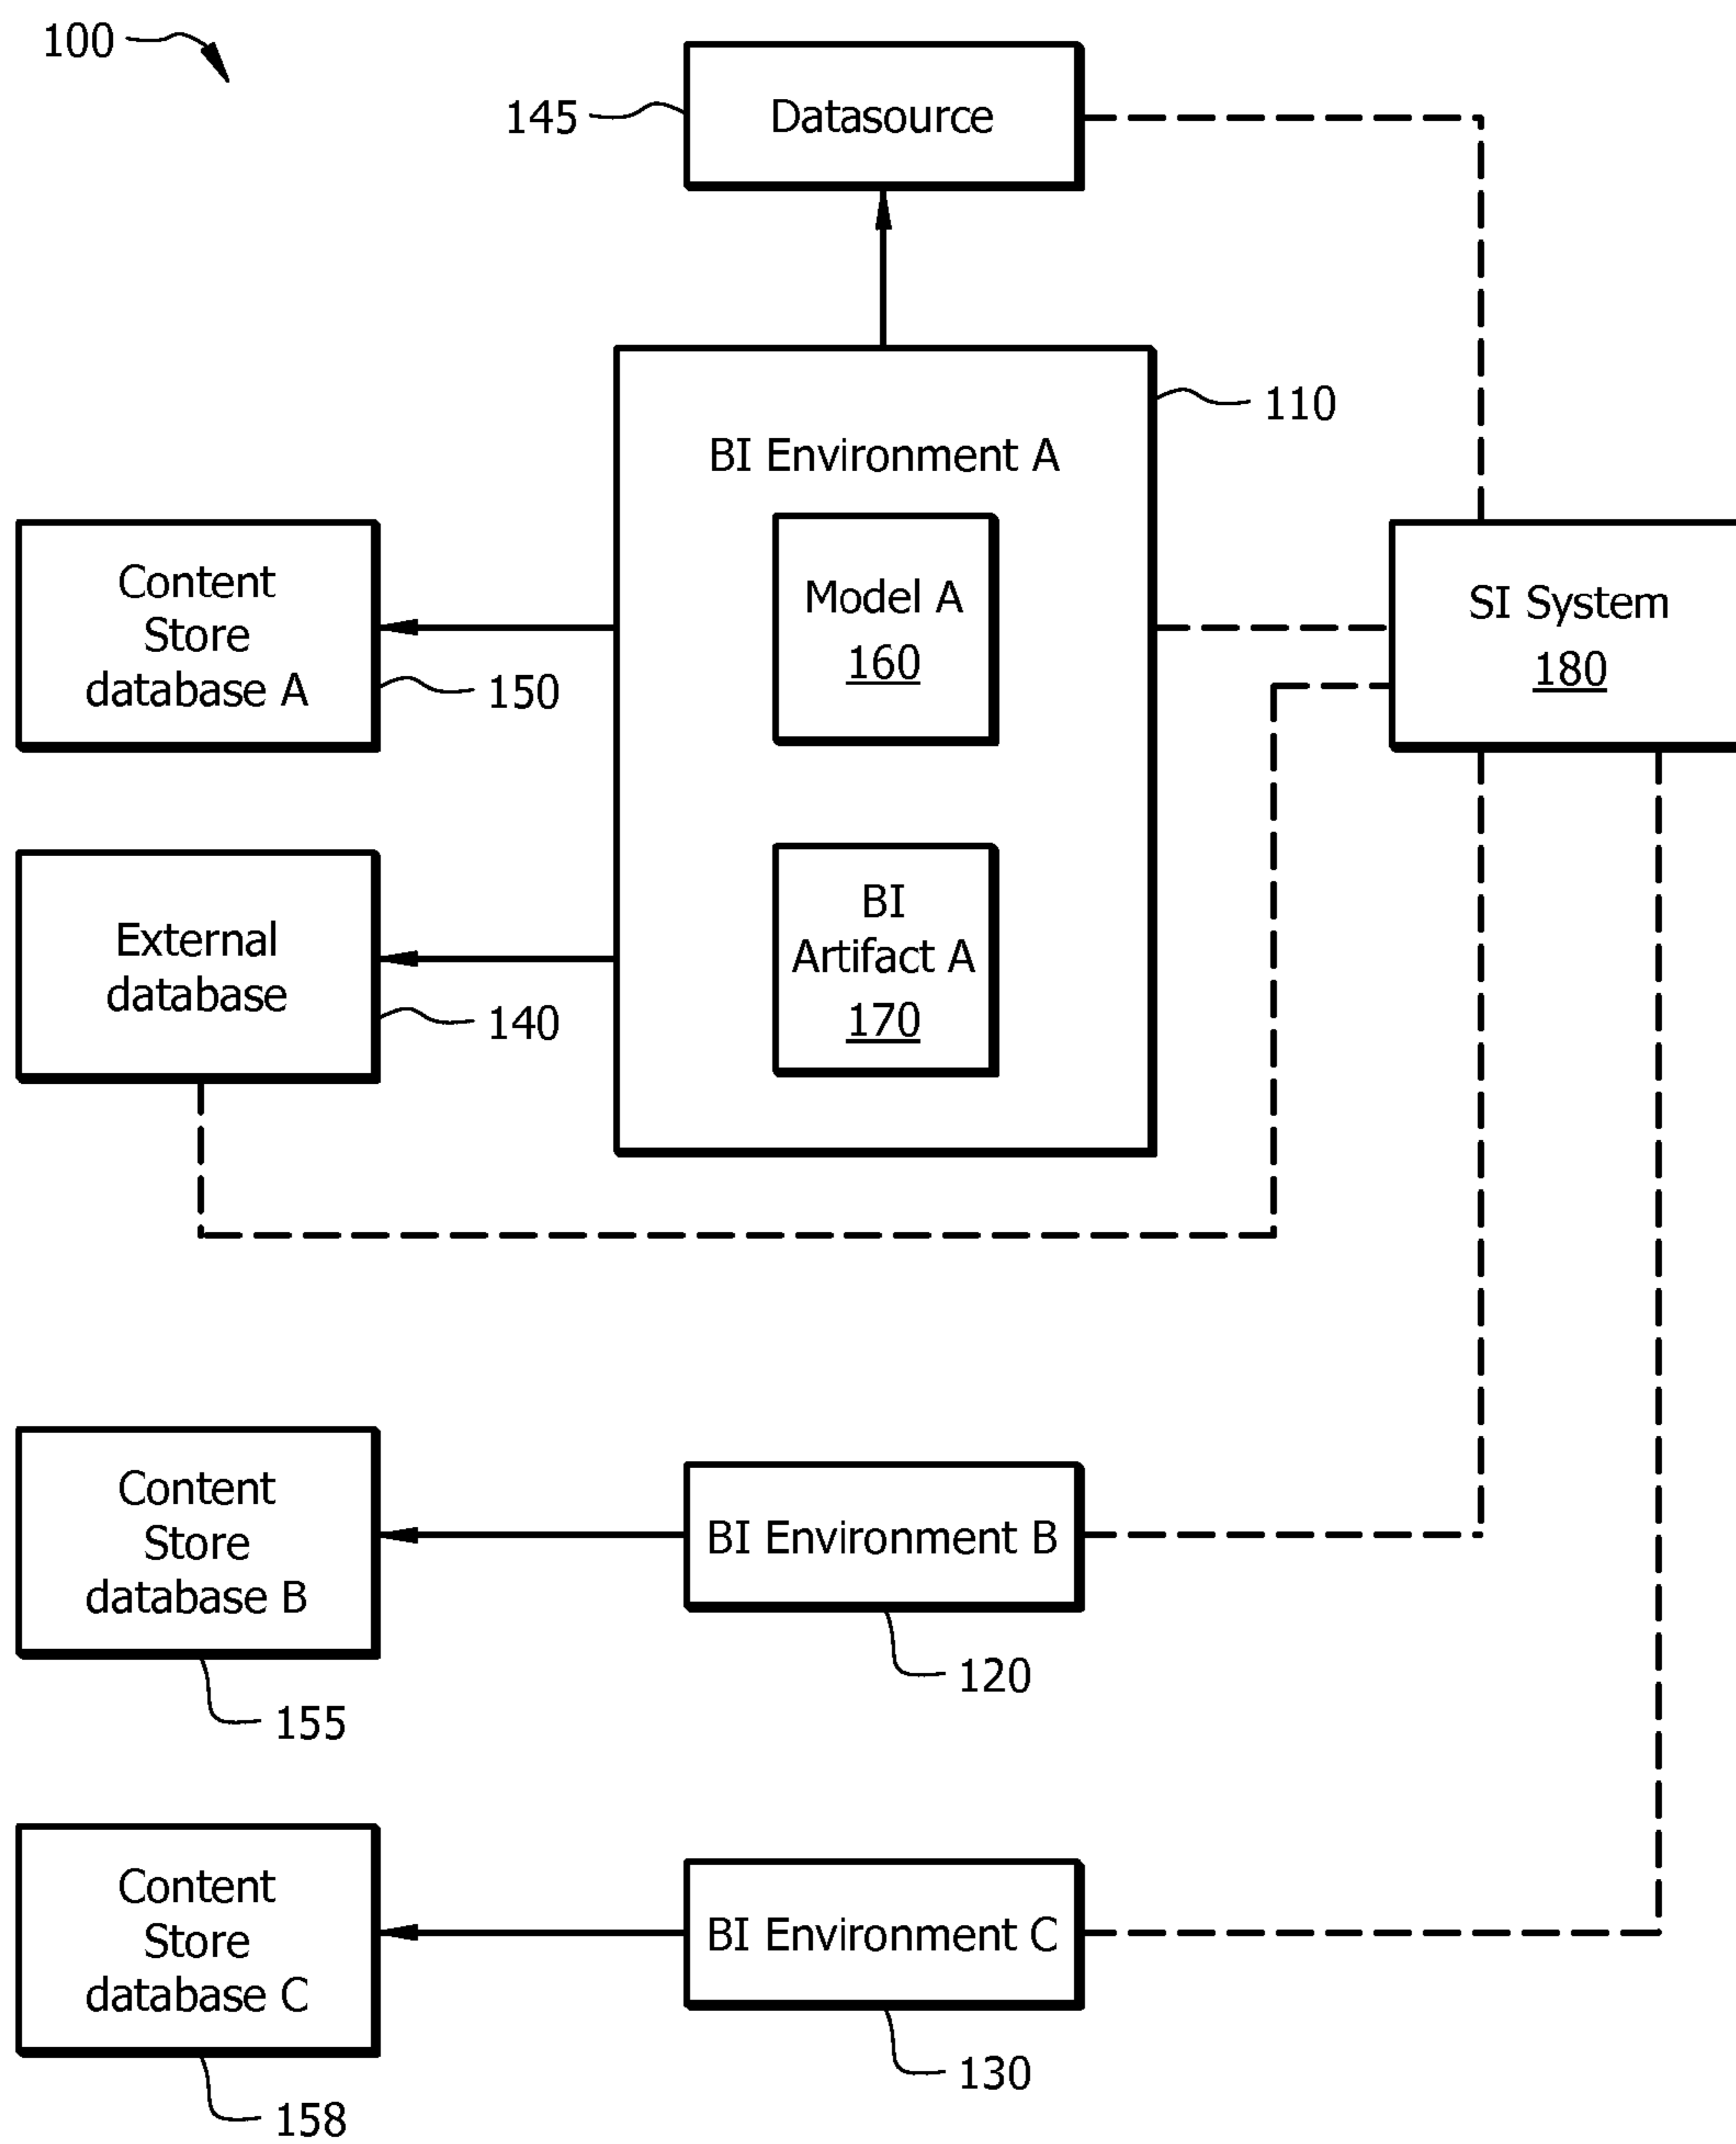 100
145
Datasource
110
BI Environment A
Content
Store
database A
150
Model A
160
SI System
180
External
database
140
BI
Artifact A
170
Content
Store
database B
155
BI Environment B
120
Content
Store
database C
158
BI Environment C
130